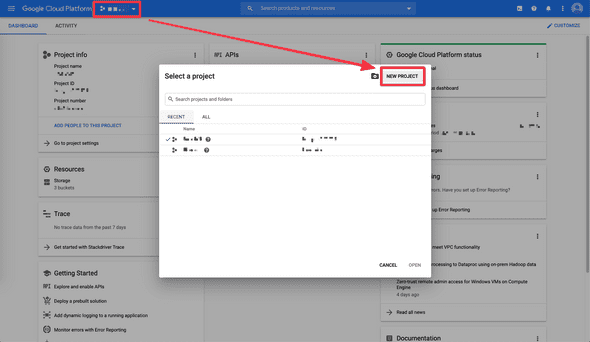 Google Cloud Platform
Search products and resources
DASHBOARD
ACTIVITY
CUSTOMIZE
Project info
Project name
Project ID
Project number
ADD PEOPLE TO THIS PROJECT
Go to project settings
Resources
Storage
3 buckets
Trace
No trace data from the past 7 days
Get started with Stackdriver Trace
Getting Started
Explore and enable APIs
Deploy a prebuilt solution
Add dynamic logging to a running application
Monitor errors with Error Reporting
APIs
Select a project
NEW PROJECT
Search projects and folders
RECENT
ALL
Name
ID
CANCEL
OPEN
Google Cloud Platform status
status dashboard
Have you set up Error Reporting?
up Error Reporting
meet VPC functionality
processing to Dataproc using on-prem Hadoop data
Zero-trust remote admin access for Windows VMs on Compute
Engine
4 days ago
Read all news
Documentation